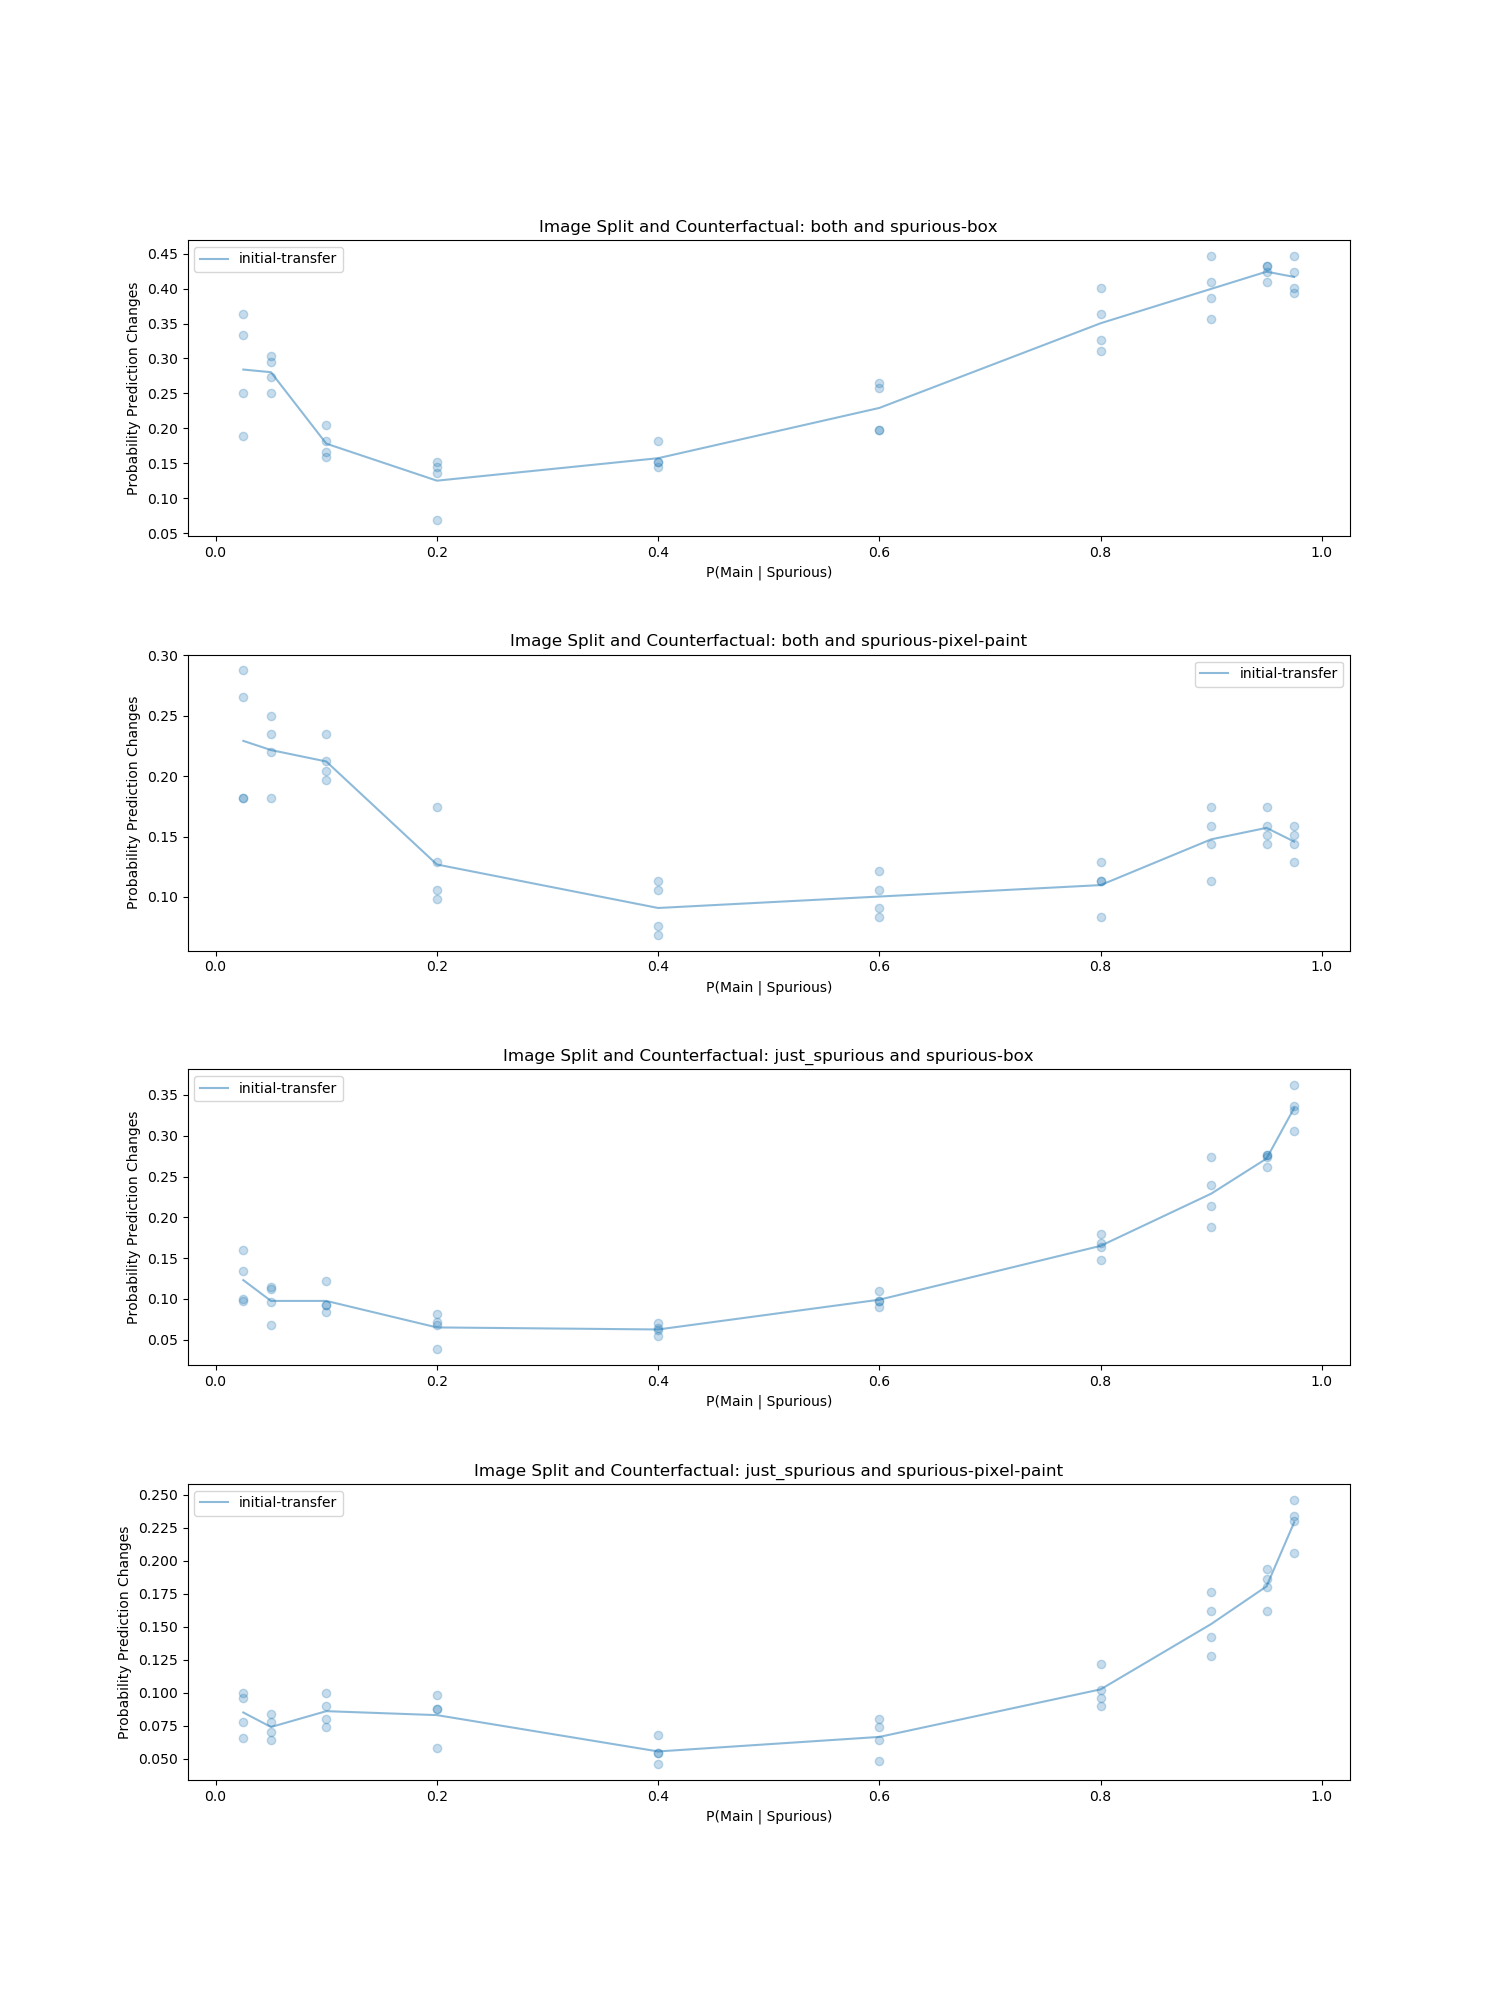 Image Split and Counterfactual: both and spurious-box
initial-transfer
Probability Prediction Changes
0.45
0.40
0.35
0.30
0.25
0.20
0.15
0.10
0.05
0.0 0.2 0.4 0.6 0.8 1.0
P(Main | Spurious)
Image Split and Counterfactual: both and spurious-pixel-paint
initial-transfer
Probability Prediction Changes
0.30
0.25
0.20
0.15
0.10
0.0 0.2 0.4 0.6 0.8 1.0
P(Main | Spurious)
Image Split and Counterfactual: just_spurious and spurious-box
initial-transfer
Probability Prediction Changes
0.35
0.30
0.25
0.20
0.15
0.10
0.05
0.0 0.2 0.4 0.6 0.8 1.0
P(Main | Spurious)
Image Split and Counterfactual: just_spurious and spurious-pixel-paint
initial-transfer
Probability Prediction Changes
0.250
0.225
0.200
0.175
0.150
0.125
0.100
0.075
0.050
0.0 0.2 0.4 0.6 0.8 1.0
P(Main | Spurious)